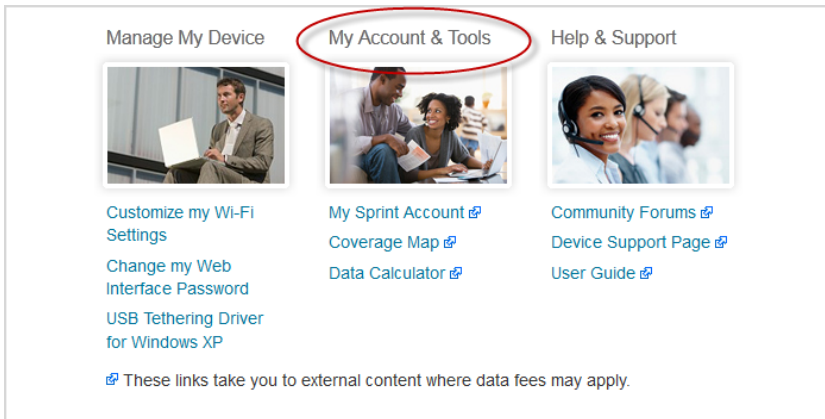 Manage My Device
My Account & Tools
Help & Support
Customize my Wi-Fi
Settings
Change my Web
Interface Password
USB Tethering Driver
for Windows XP
My Sprint Account
Coverage Map
Data Calculator
Community Forums
Device Support Page
User Guide
These links take you to external content where data fees may apply.